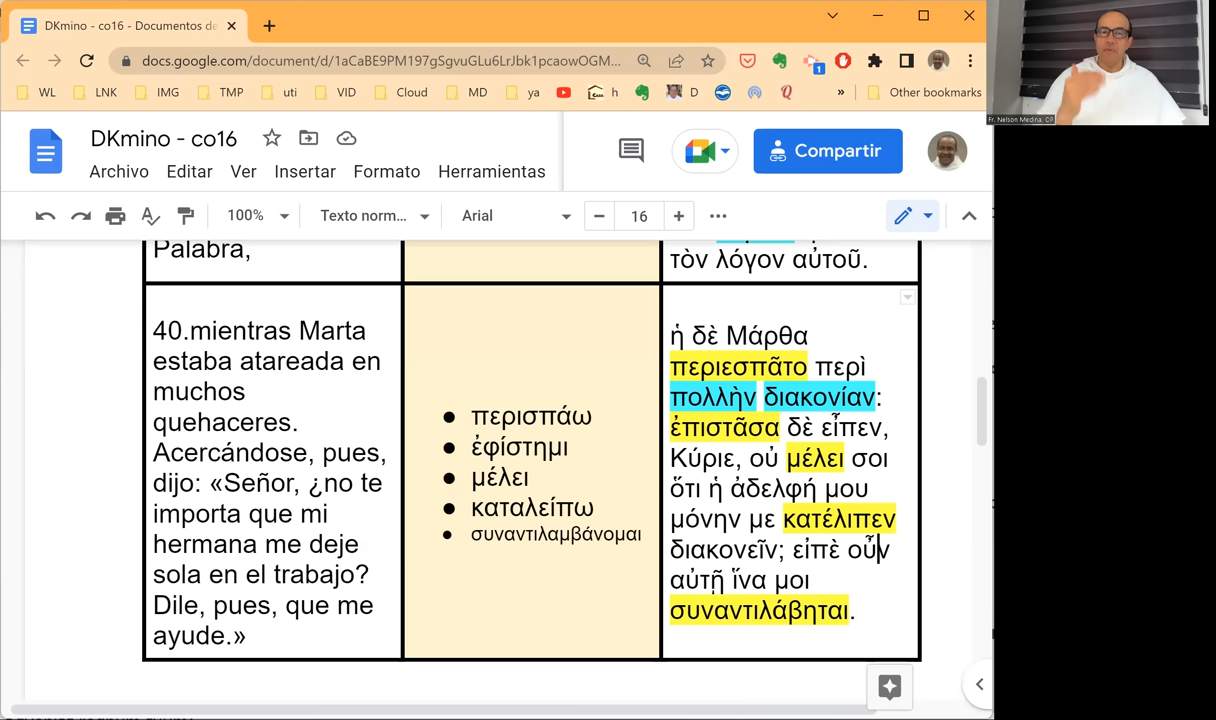 DKmino - co16 - Documentos de
docs.google.com/document/d/1aCaBE9PM197gSgvuGLu6LrJbk1pcaowOGM...
WL LNK IMG TMP uti VID Cloud MD ya h D » Other bookmarks
1
Fr. Nelson Medina, OP
DKmino - co16
Compartir
Archivo Editar Ver Insertar Formato Herramientas
100% Texto norm... Arial 16
Palabra,
τὸν λόγον αὐτοῦ.
40.mientras Marta
estaba atareada en
muchos
quehaceres.
Acercándose, pues,
dijo: «Señor, ¿no te
importa que mi
hermana me deje
sola en el trabajo?
Dile, pues, que me
ayude.»
● περισπάω
● ἐφίστημι
● μέλει
● καταλείπω
● συναντιλαμβάνομαι
ἡ δὲ Μάρθα
περιεσπᾶτο περὶ
πολλὴν διακονίαν:
ἐπιστᾶσα δὲ εἶπεν,
Κύριε, οὐ μέλει σοι
ὅτι ἡ ἀδελφή μου
μόνην με κατέλιπεν
διακονεῖν; εἰπὲ οὖν
αὐτῇ ἵνα μοι
συναντιλάβηται.